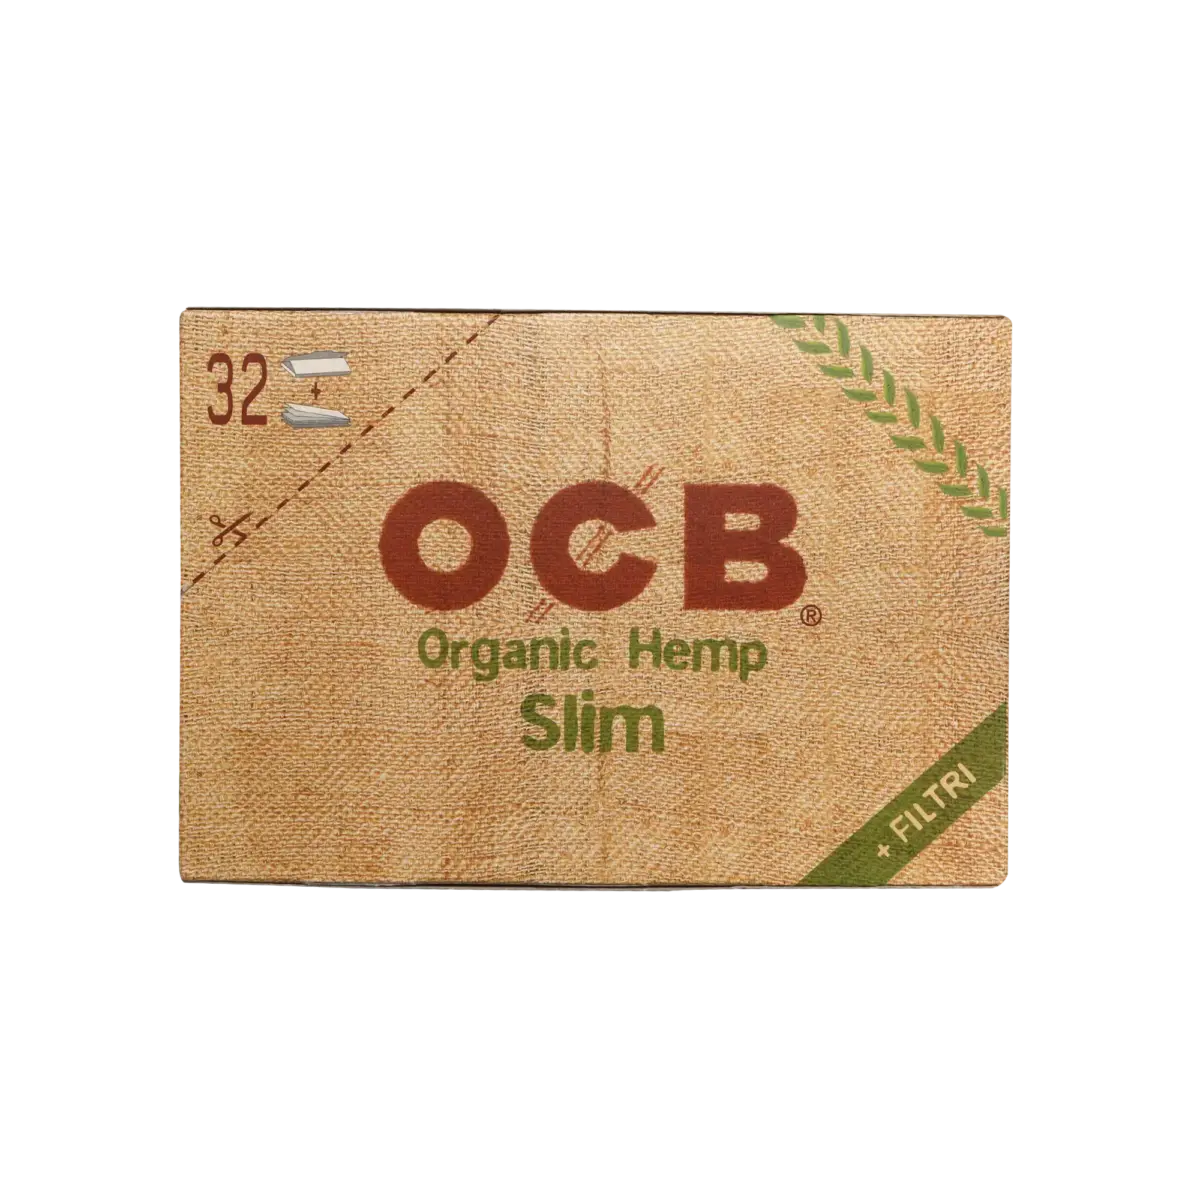 32
+
OCB®
Organic Hemp
Slim
+ FILTRI